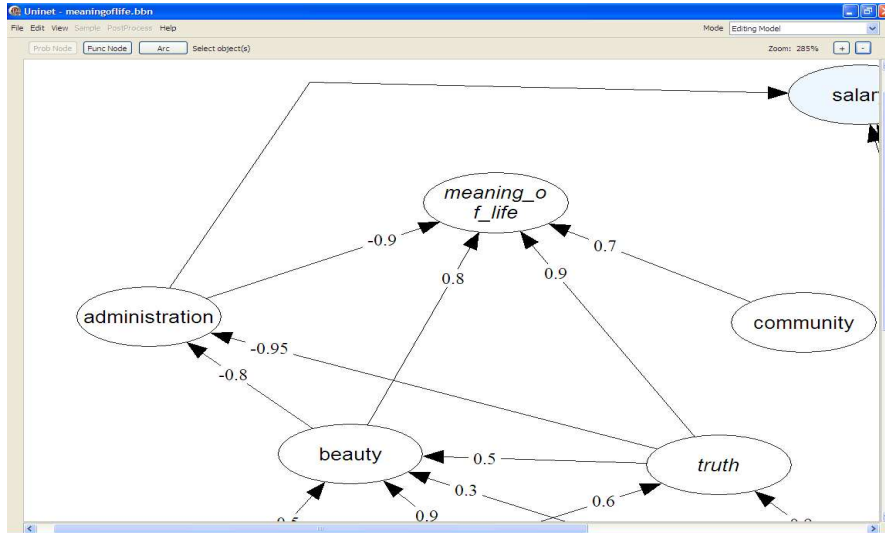 Uninet - meaningoflife.bbn
File Edit View Sample PostProcess Help
Mode Editing Model
Prob Node Func Node Arc Select object(s)
Zoom: 285% + -
salar
meaning_o
f_life
-0.9
0.7
0.8
0.9
administration
community
-0.95
-0.8
beauty
0.5
truth
0.3
0.6
0.9